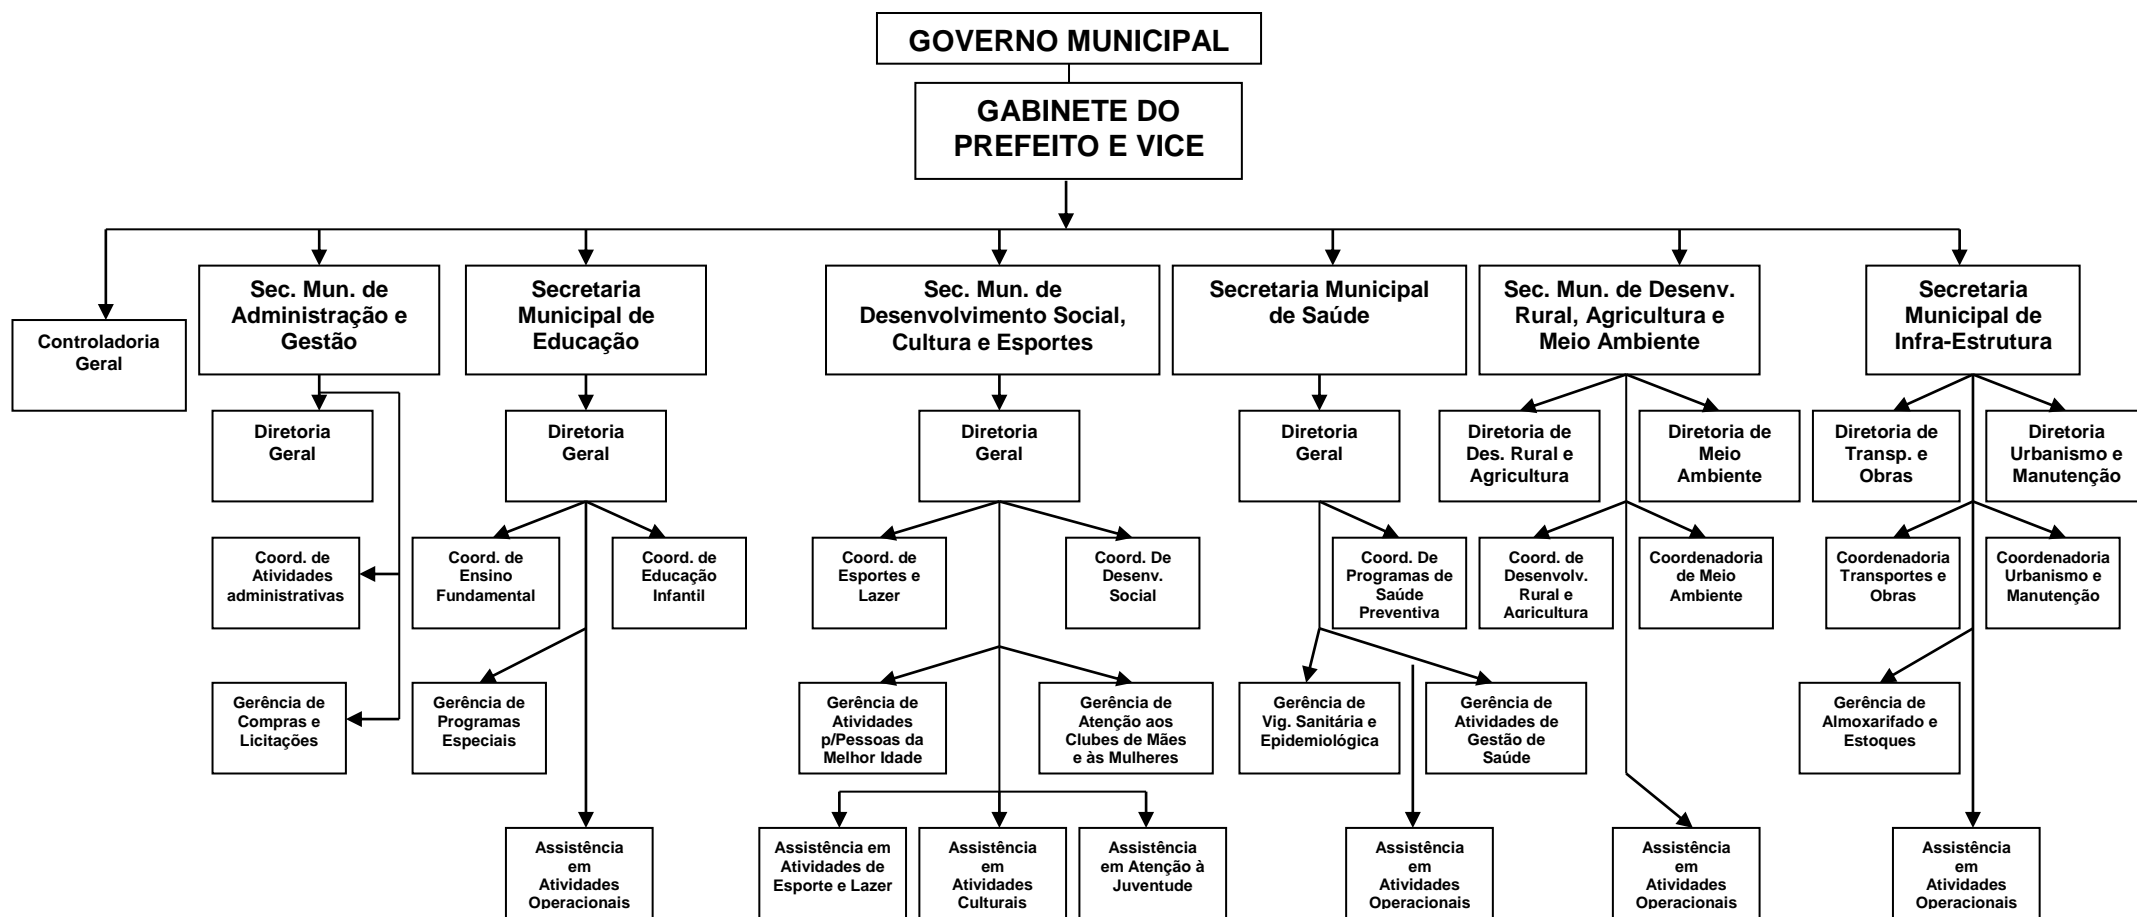 GOVERNO MUNICIPAL
GABINETE DO
PREFEITO E VICE
Controladoria
Geral
Sec. Mun. de
Administração e
Gestão
Secretaria
Municipal de
Educação
Sec. Mun. de
Desenvolvimento Social,
Cultura e Esportes
Secretaria Municipal
de Saúde
Sec. Mun. de Desenv.
Rural, Agricultura e
Meio Ambiente
Secretaria
Municipal de
Infra-Estrutura
Diretoria
Geral
Diretoria
Geral
Diretoria
Geral
Diretoria
Geral
Diretoria de
Des. Rural e
Agricultura
Diretoria de
Meio
Ambiente
Diretoria de
Transp. e
Obras
Diretoria
Urbanismo e
Manutenção
Coord. de
Atividades
administrativas
Coord. de
Ensino
Fundamental
Coord. de
Educação
Infantil
Coord. de
Esportes e
Lazer
Coord. De
Desenv.
Social
Coord. De
Programas de
Saúde
Preventiva
Coord. de
Desenvolv.
Rural e
Agricultura
Coordenadoria
de Meio
Ambiente
Coordenadoria
Transportes e
Obras
Coordenadoria
Urbanismo e
Manutenção
Gerência de
Compras e
Licitações
Gerência de
Programas
Especiais
Gerência de
Atividades
p/Pessoas da
Melhor Idade
Gerência de
Atenção aos
Clubes de Mães
e às Mulheres
Gerência de
Vig. Sanitária e
Epidemiológica
Gerência de
Atividades de
Gestão de
Saúde
Gerência de
Almoxarifado e
Estoques
Assistência
em
Atividades
Operacionais
Assistência em
Atividades de
Esporte e Lazer
Assistência
em
Atividades
Culturais
Assistência
em Atenção à
Juventude
Assistência
em
Atividades
Operacionais
Assistência
em
Atividades
Operacionais
Assistência
em
Atividades
Operacionais